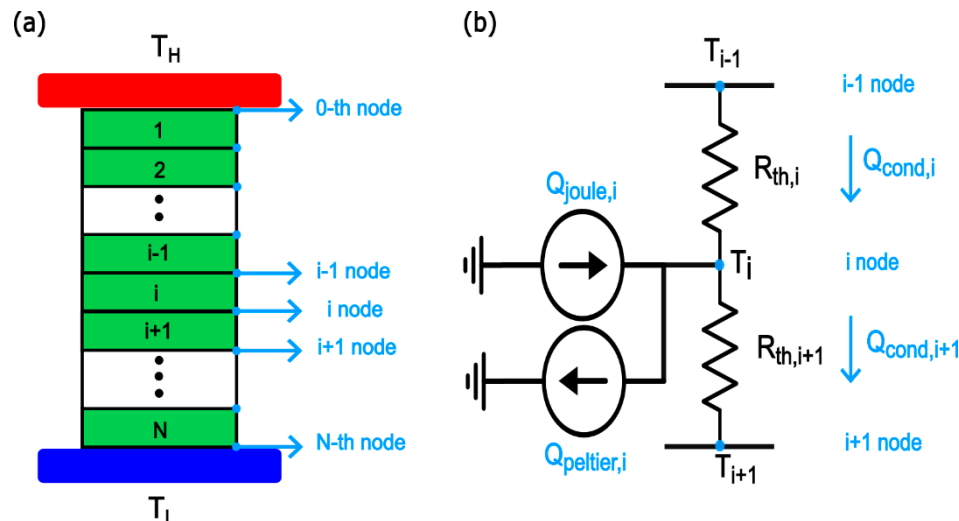 (a)
T_H
0-th node
1
2
i-1
i-1 node
i
i node
i+1
i+1 node
N
N-th node
(b)
T_i-1
i-1 node
R_th,i
Q_cond,i
Q_joule,i
T_i
i node
R_th,i+1
Q_cond,i+1
Q_peltier,i
i+1 node
T_i+1